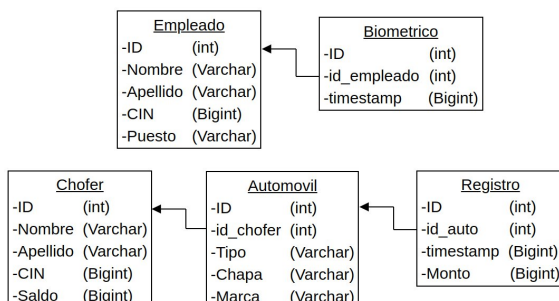 Empleado
-ID (int)
-Nombre (Varchar)
-Apellido (Varchar)
-CIN (Bigint)
-Puesto (Varchar)
Biometrico
-ID (int)
-id_empleado (int)
-timestamp (Bigint)
Chofer
-ID (int)
-Nombre (Varchar)
-Apellido (Varchar)
-CIN (Bigint)
-Saldo (Bigint)
Automovil
-ID (int)
-id_chofer (int)
-Tipo (Varchar)
-Chapa (Varchar)
-Marca (Varchar)
Registro
-ID (int)
-id_auto (int)
-timestamp (Bigint)
-Monto (Bigint)